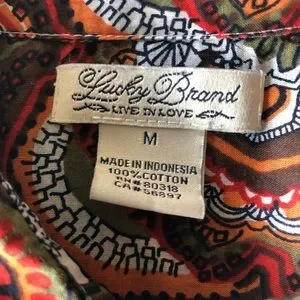 Lucky Brand
LIVE IN LOVE
M
MADE IN INDONESIA
100% COTTON
RN#80318
CA#56897